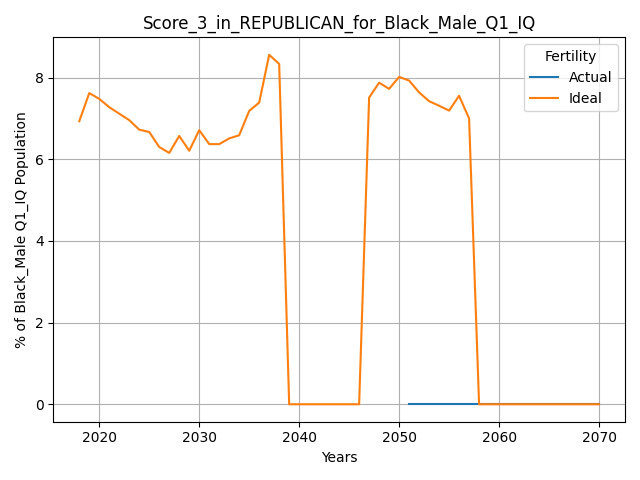 Score_3_in_REPUBLICAN_for_Black_Male_Q1_IQ
Fertility
Actual
Ideal
% of Black_Male Q1_IQ Population
8
6
4
2
0
2020 2030 2040 2050 2060 2070
Years